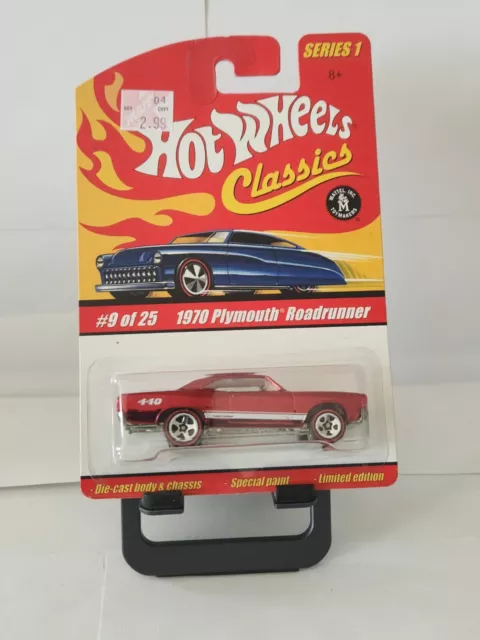 SERIES 1
8+
04
2.99
HOT WHEELS
Classics
MATTEL, INC.
M
TOYMAKERS
#9 of 25 1970 Plymouth® Roadrunner®
440
·Die-cast body & chassis ·Special paint ·Limited edition